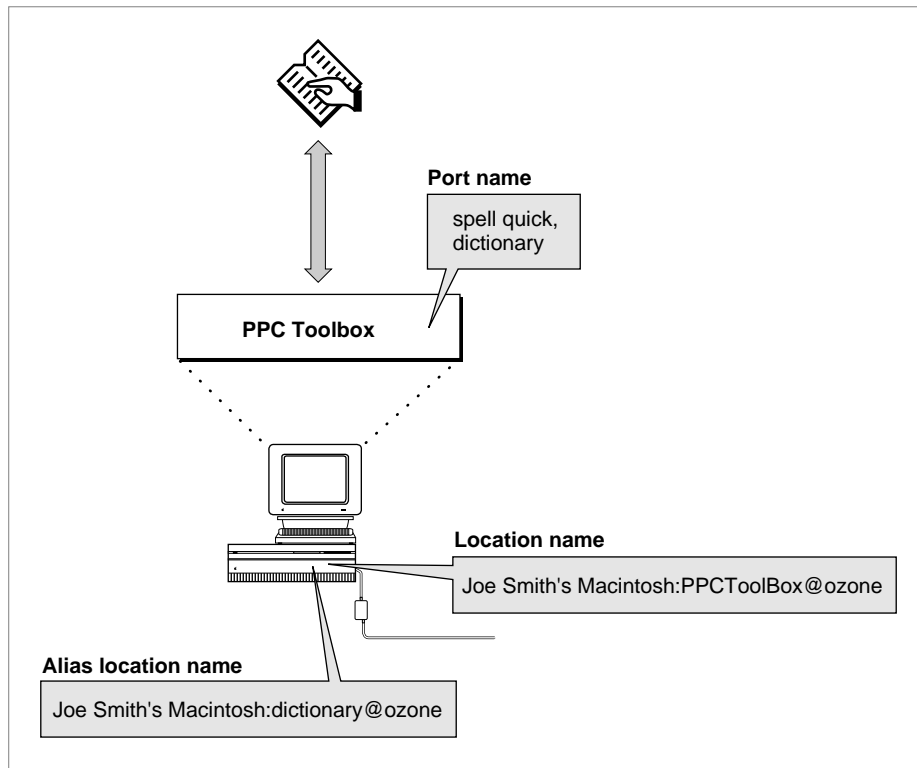 Port name
spell quick,
dictionary
PPC Toolbox
Location name
Joe Smith's Macintosh:PPCToolBox@ozone
Alias location name
Joe Smith's Macintosh:dictionary@ozone